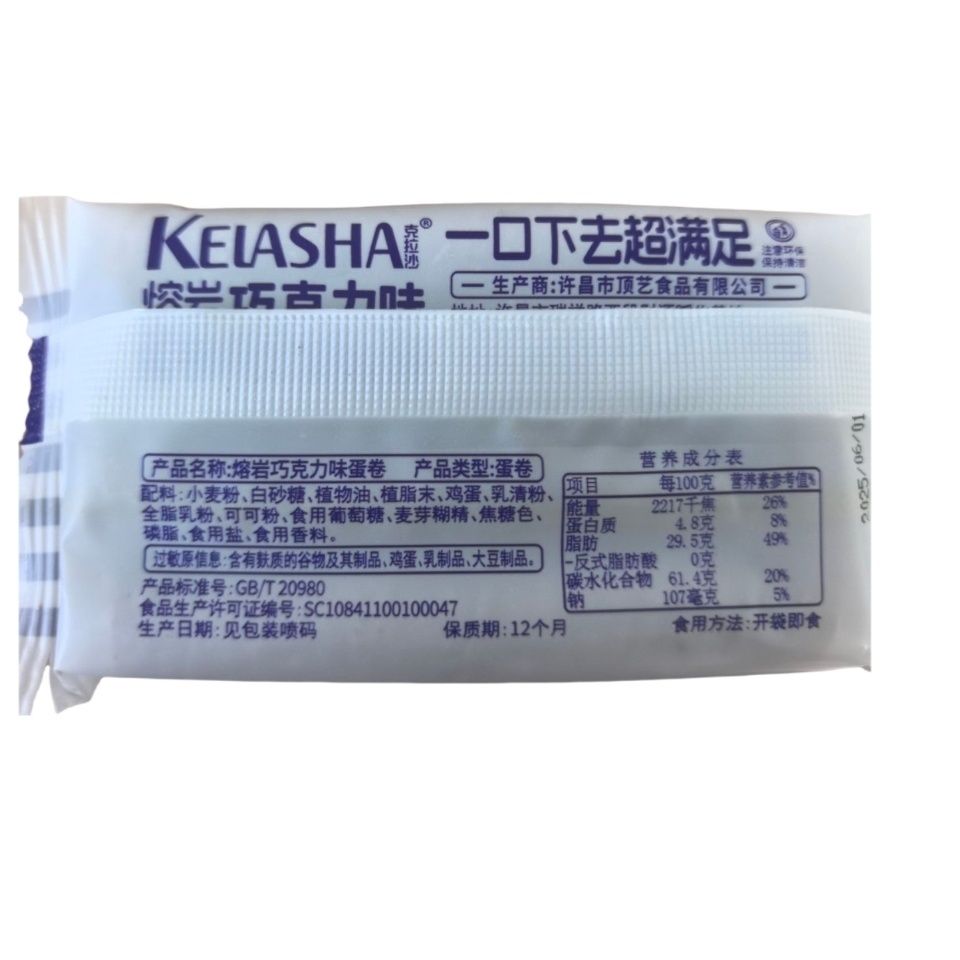 KELASHA®克拉沙
一口下去超满足
注意环保
保持清洁
熔岩巧克力味
生产商:许昌市顶艺食品有限公司
产品名称:熔岩巧克力味蛋卷 产品类型:蛋卷
配料:小麦粉、白砂糖、植物油、植脂末、鸡蛋、乳清粉、
全脂乳粉、可可粉、食用葡萄糖、麦芽糊精、焦糖色、
磷脂、食用盐、食用香料。
过敏原信息:含有麸质的谷物及其制品、鸡蛋、乳制品、大豆制品。
产品标准号:GB/T 20980
食品生产许可证编号:SC10841100100047
生产日期:见包装喷码 保质期:12个月 食用方法:开袋即食
营养成分表
项目 每100克 营养素参考值%
能量 2217千焦 26%
蛋白质 4.8克 8%
脂肪 29.5克 49%
-反式脂肪酸 0克
碳水化合物 61.4克 20%
钠 107毫克 5%
2025/06/01